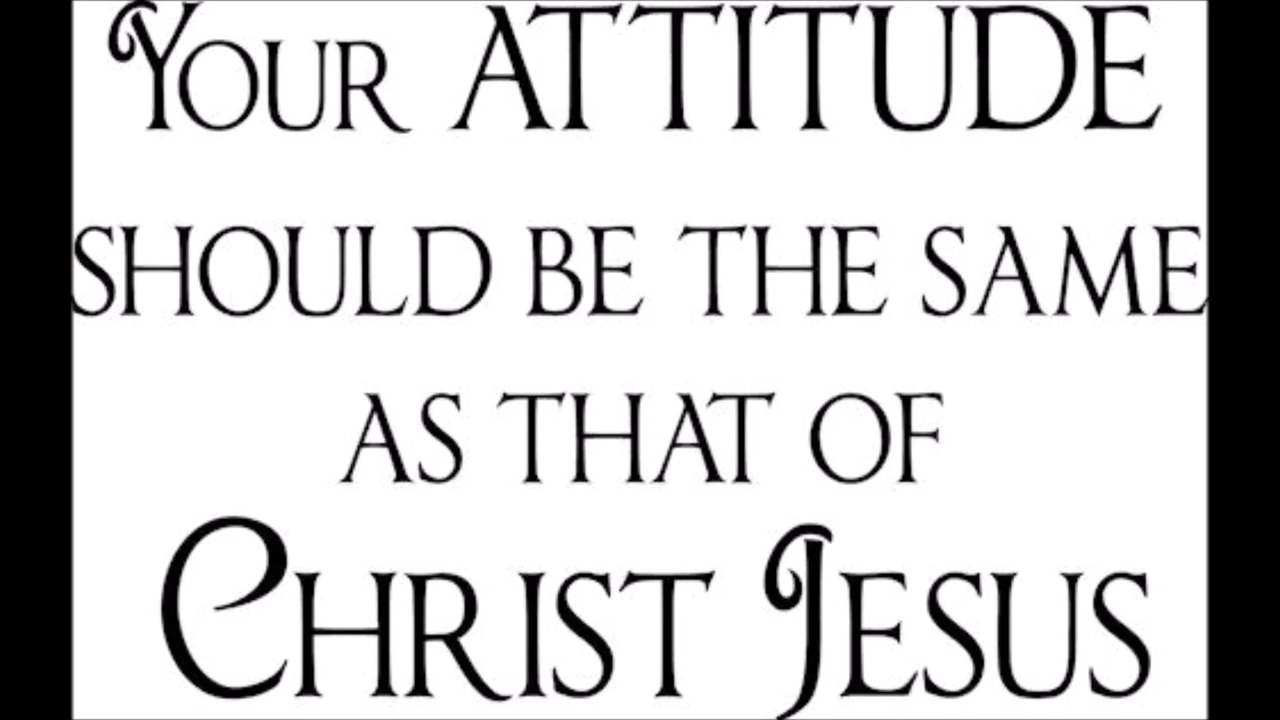 Your ATTITUDE
SHOULD BE THE SAME
AS THAT OF
CHRIST JESUS